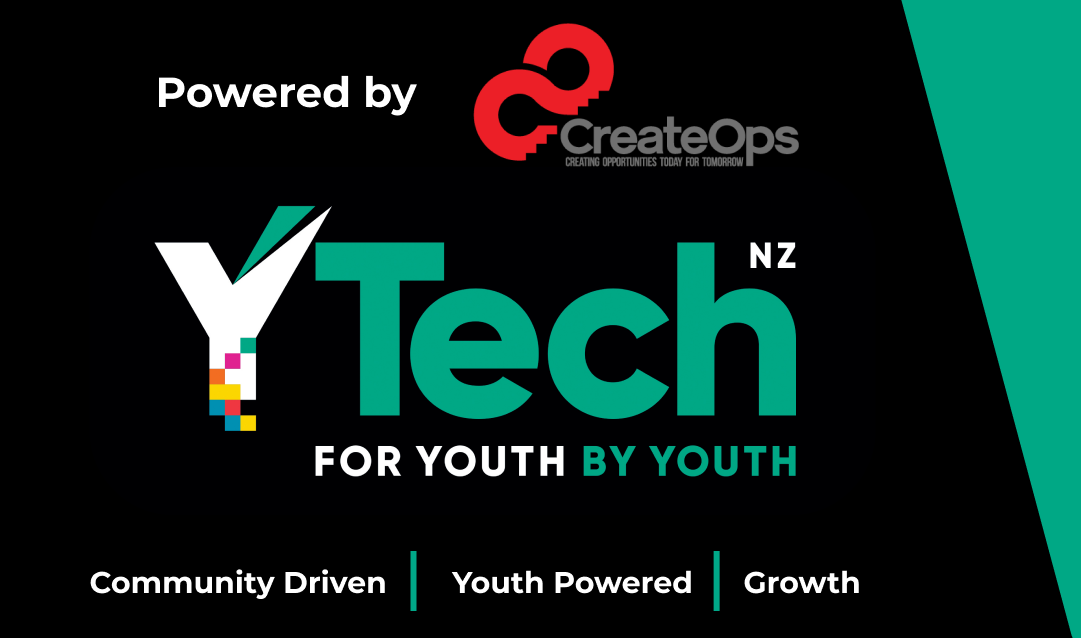 Powered by
CreateOps
CREATING OPPORTUNITIES TODAY FOR TOMORROW
YTech NZ
FOR YOUTH BY YOUTH
Community Driven | Youth Powered | Growth